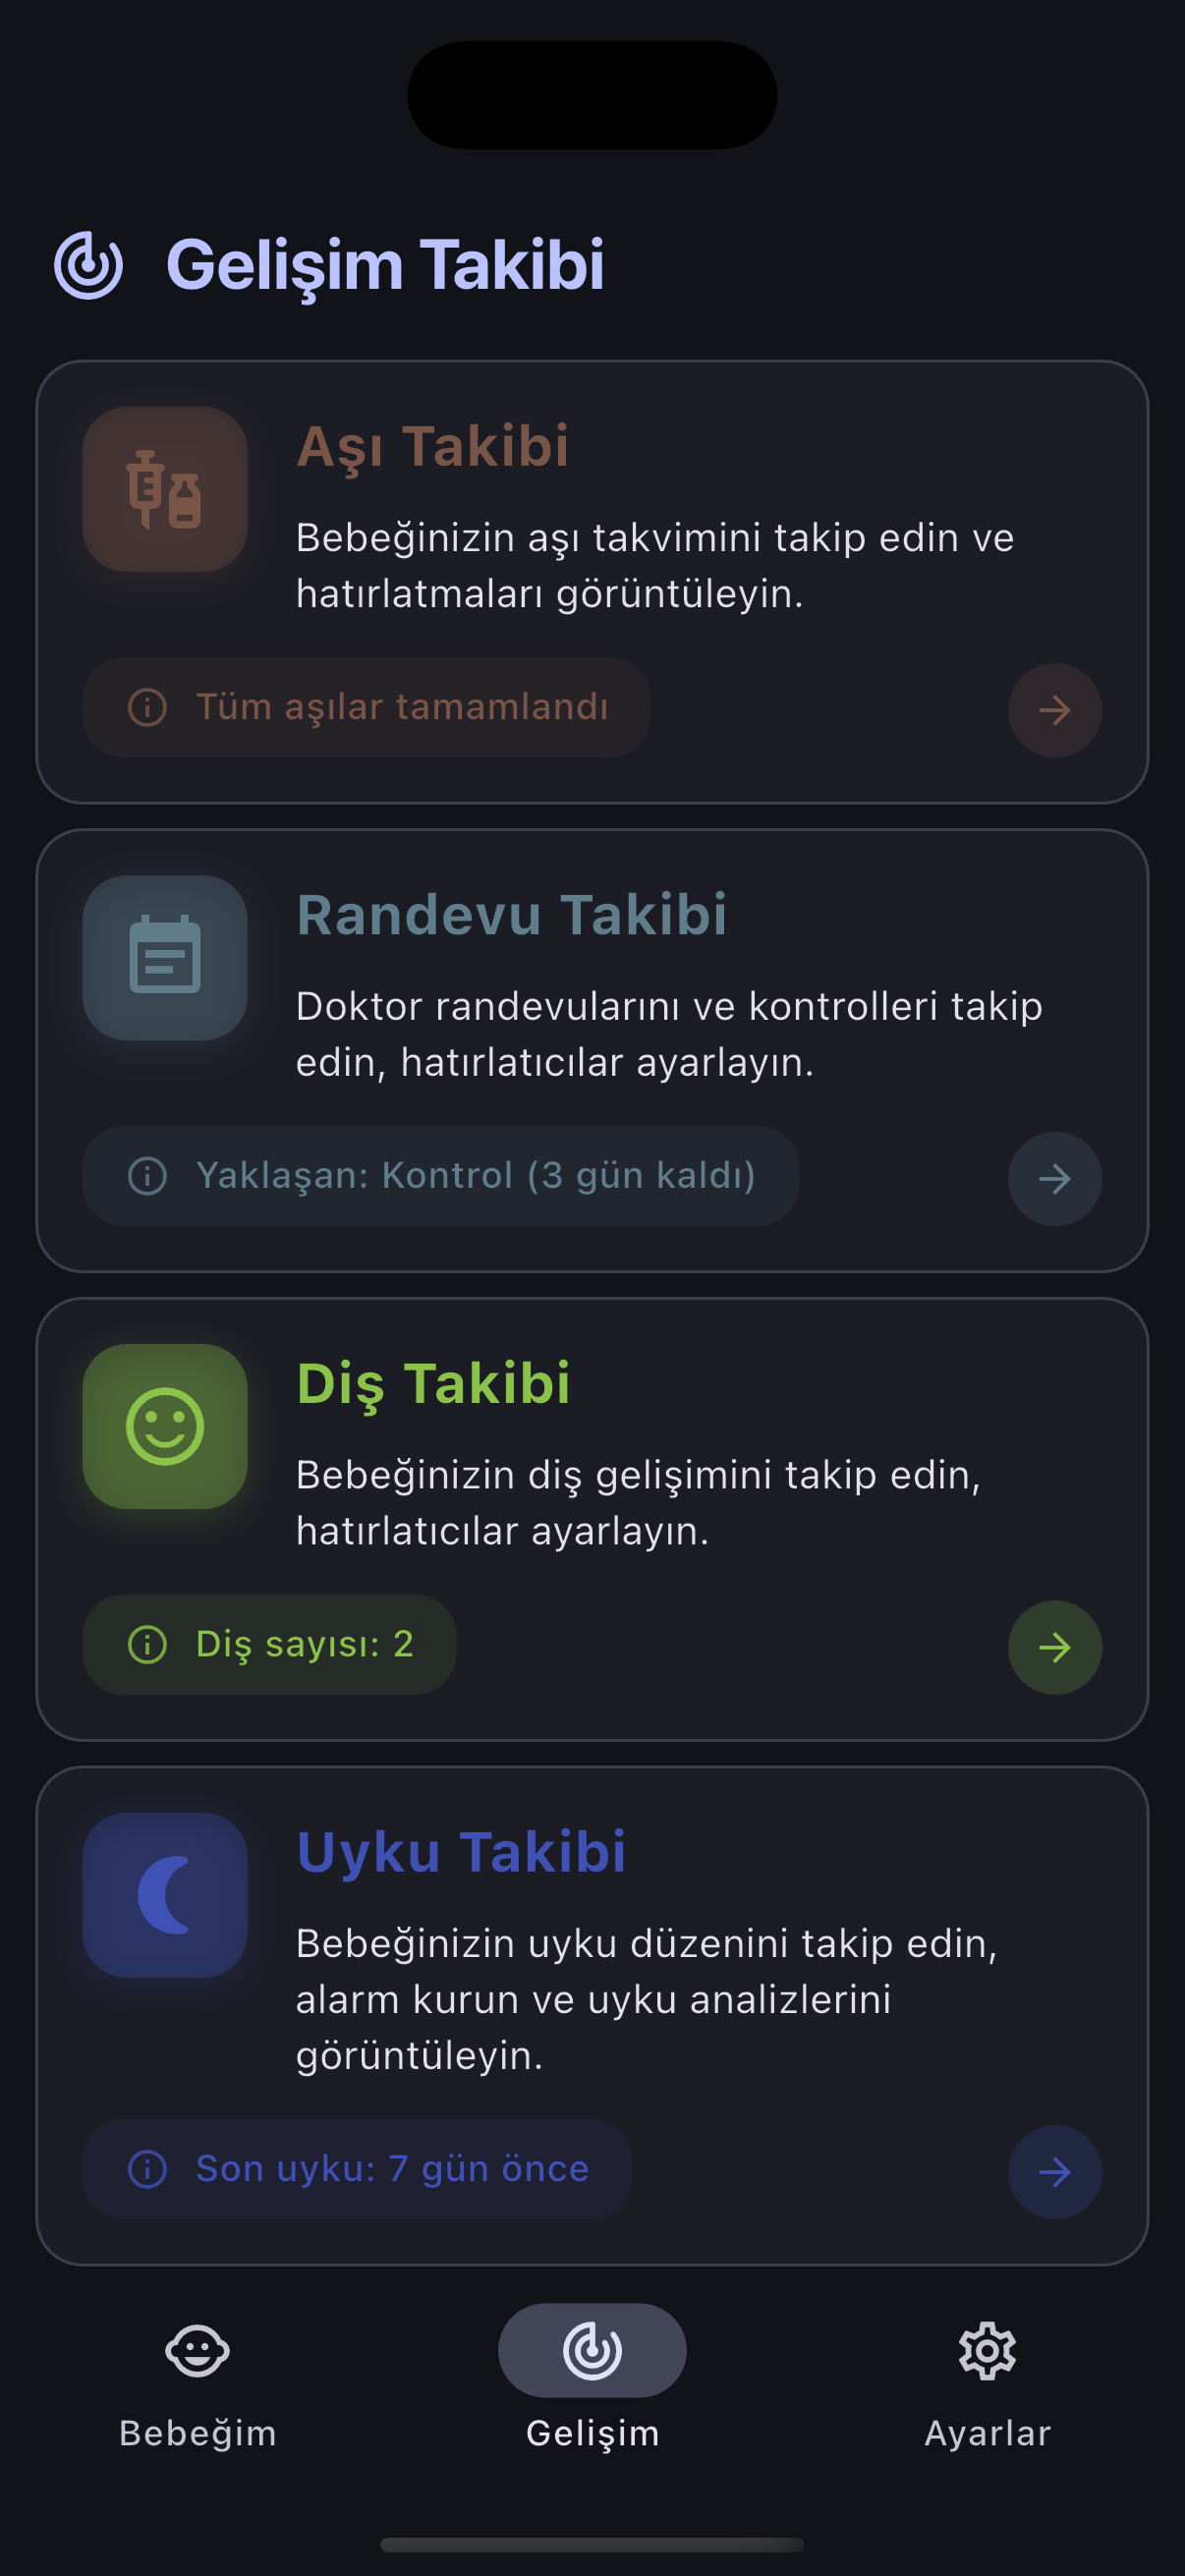 Gelişim Takibi
Aşı Takibi
Bebeğinizin aşı takvimini takip edin ve
hatırlatmaları görüntüleyin.
Tüm aşılar tamamlandı
Randevu Takibi
Doktor randevularını ve kontrolleri takip
edin, hatırlatıcılar ayarlayın.
Yaklaşan: Kontrol (3 gün kaldı)
Diş Takibi
Bebeğinizin diş gelişimini takip edin,
hatırlatıcılar ayarlayın.
Diş sayısı: 2
Uyku Takibi
Bebeğinizin uyku düzenini takip edin,
alarm kurun ve uyku analizlerini
görüntüleyin.
Son uyku: 7 gün önce
Bebeğim
Gelişim
Ayarlar